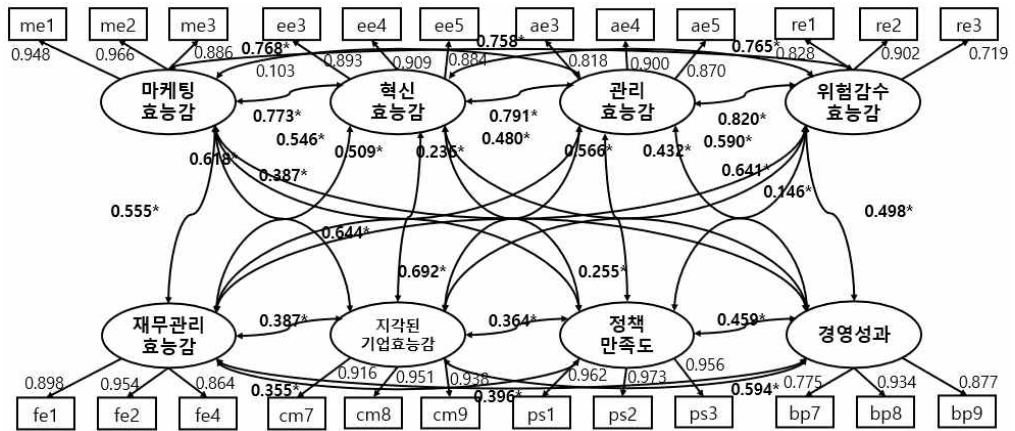 me1 me2 me3 ee3 ee4 ee5 ae3 ae4 ae5 re1 re2 re3
0.948 0.966 0.886 0.768* 0.893 0.909 0.884 0.758* 0.818 0.900 0.870 0.765* 0.828 0.902 0.719
0.103
마케팅 혁신 관리 위험감수
효능감 효능감 효능감 효능감
0.773* 0.791* 0.820*
0.546* 0.509* 0.480* 0.566* 0.432* 0.590*
0.387* 0.641*
0.146*
0.555* 0.498*
0.644*
0.692* 0.255*
재무관리 지각된 정책 경영성과
효능감 기업효능감 만족도
0.387* 0.364* 0.459*
0.898 0.954 0.864 0.916 0.951 0.938 0.962 0.973 0.956 0.775 0.934 0.877
0.355* 0.396* 0.594*
fe1 fe2 fe4 cm7 cm8 cm9 ps1 ps2 ps3 bp7 bp8 bp9